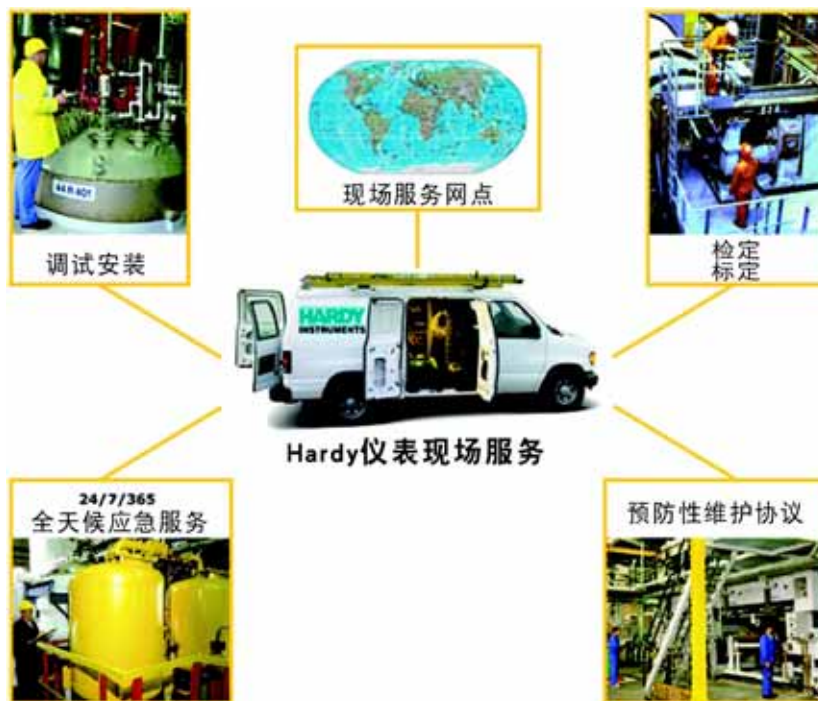 调试安装
现场服务网点
检定
标定
HARDY
INSTRUMENTS
Hardy仪表现场服务
24/7/365
全天候应急服务
预防性维护协议
44 R 401